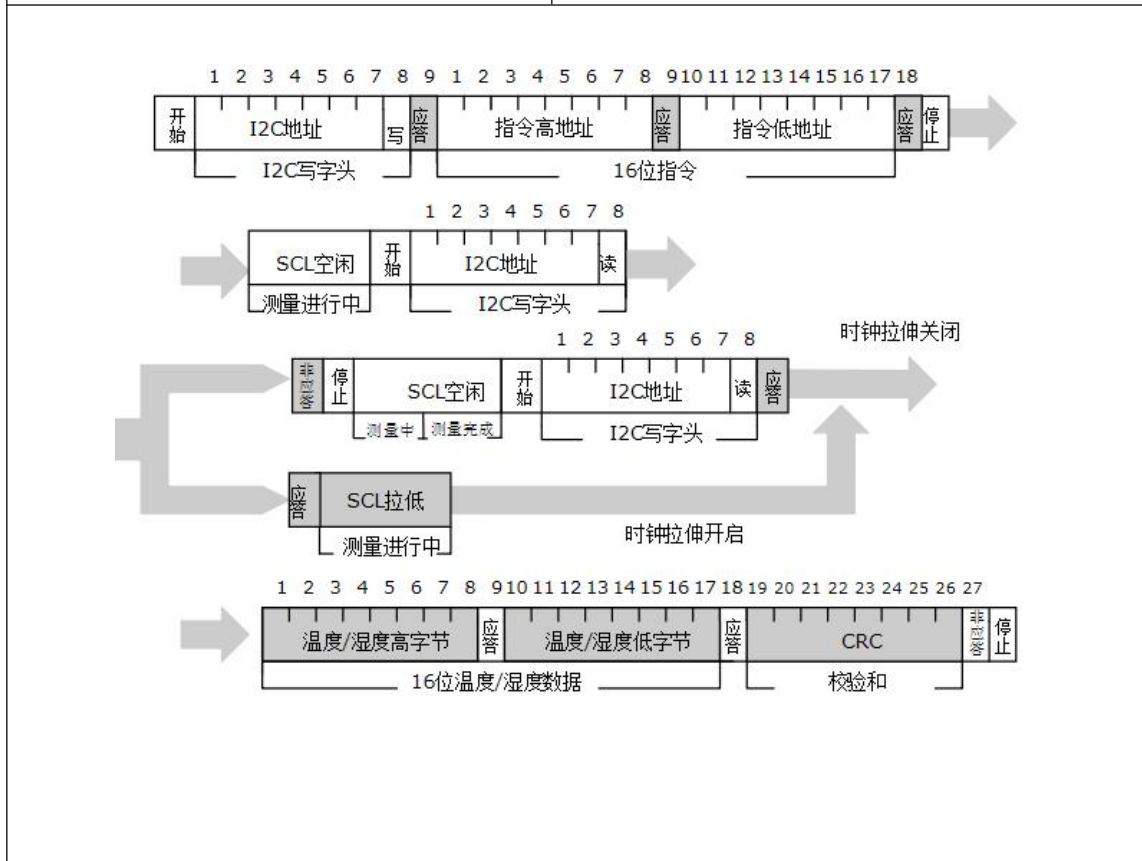 1 2 3 4 5 6 7 8 9 1 2 3 4 5 6 7 8 9 10 11 12 13 14 15 16 17 18
开始 I2C地址 写 应答 指令高地址 应答 指令低地址 应答 停止
I2C写字头 16位指令
1 2 3 4 5 6 7 8
SCL空闲 开始 I2C地址 读
测量进行中 I2C写字头
时钟拉伸关闭
1 2 3 4 5 6 7 8
非应答 停止 SCL空闲 开始 I2C地址 读 应答
测量中 测量完成 I2C写字头
应答 SCL拉低
时钟拉伸开启
测量进行中
1 2 3 4 5 6 7 8 9 10 11 12 13 14 15 16 17 18 19 20 21 22 23 24 25 26 27
温度/湿度高字节 应答 温度/湿度低字节 应答 CRC 非应答 停止
16位温度/湿度数据 校验和